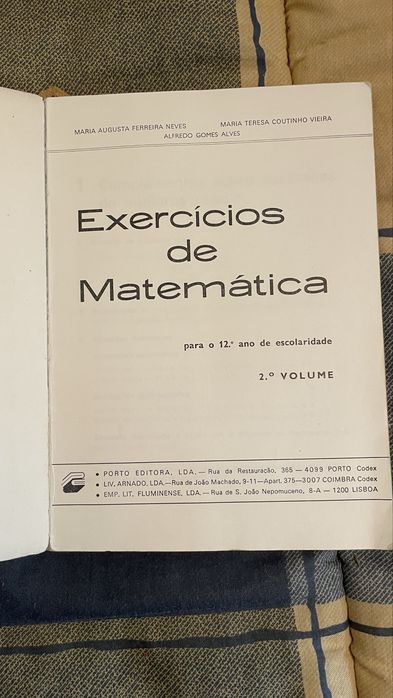 MARIA AUGUSTA FERREIRA NEVES MARIA TERESA COUTINHO VIEIRA
ALFREDO GOMES ALVES
Exercícios
de
Matemática
para o 12.º ano de escolaridade
2.º VOLUME
• PORTO EDITORA, LDA. — Rua da Restauração, 365 — 4099 PORTO Codex
• LIV. ARNADO, LDA.—Rua de João Machado, 9-11—Apart. 375—3007 COIMBRA Codex
• EMP. LIT. FLUMINENSE, LDA.—Rua de S. João Nepomuceno, 8-A — 1200 LISBOA